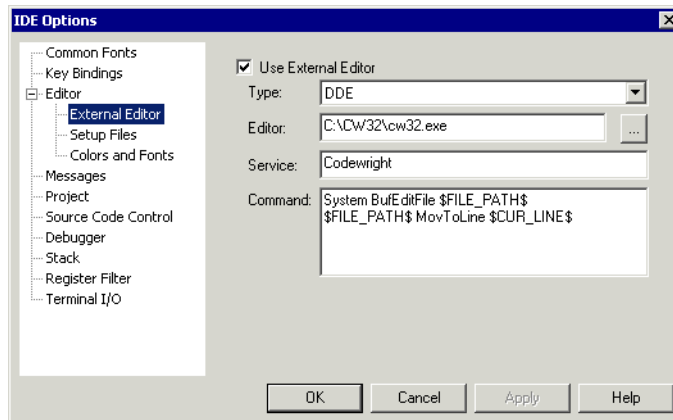 IDE Options
Common Fonts
Key Bindings
Editor
External Editor
Setup Files
Colors and Fonts
Messages
Project
Source Code Control
Debugger
Stack
Register Filter
Terminal I/O
Use External Editor
Type: DDE
Editor: C:\CW32\cw32.exe ...
Service: Codewright
Command: System BufEditFile $FILE_PATH$
$FILE_PATH$ MovToLine $CUR_LINE$
OK Cancel Apply Help